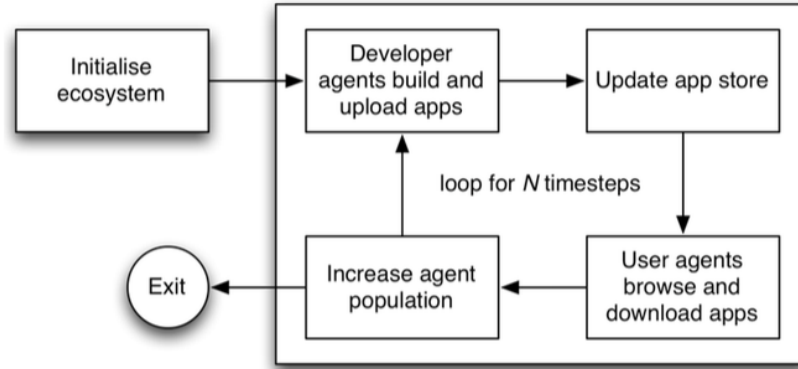 Initialise
ecosystem
Developer
agents build and
upload apps
Update app store
loop for N timesteps
Exit
Increase agent
population
User agents
browse and
download apps